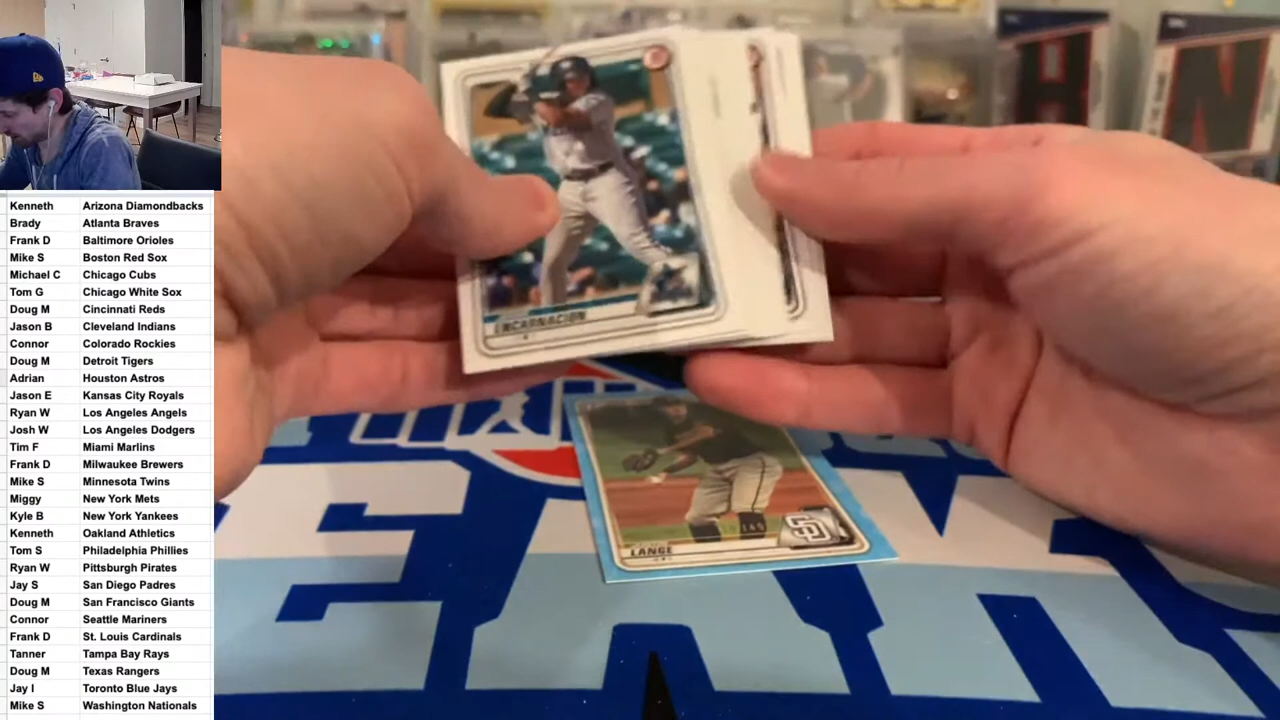 Kenneth Arizona Diamondbacks
Brady Atlanta Braves
Frank D Baltimore Orioles
Mike S Boston Red Sox
Michael C Chicago Cubs
Tom G Chicago White Sox
Doug M Cincinnati Reds
Jason B Cleveland Indians
Connor Colorado Rockies
Doug M Detroit Tigers
Adrian Houston Astros
Jason E Kansas City Royals
Ryan W Los Angeles Angels
Josh W Los Angeles Dodgers
Tim F Miami Marlins
Frank D Milwaukee Brewers
Mike S Minnesota Twins
Miggy New York Mets
Kyle B New York Yankees
Kenneth Oakland Athletics
Tom S Philadelphia Phillies
Ryan W Pittsburgh Pirates
Jay S San Diego Padres
Doug M San Francisco Giants
Connor Seattle Mariners
Frank D St. Louis Cardinals
Tanner Tampa Bay Rays
Doug M Texas Rangers
Jay I Toronto Blue Jays
Mike S Washington Nationals
ENCARNACION
H
N
SD
LANGE